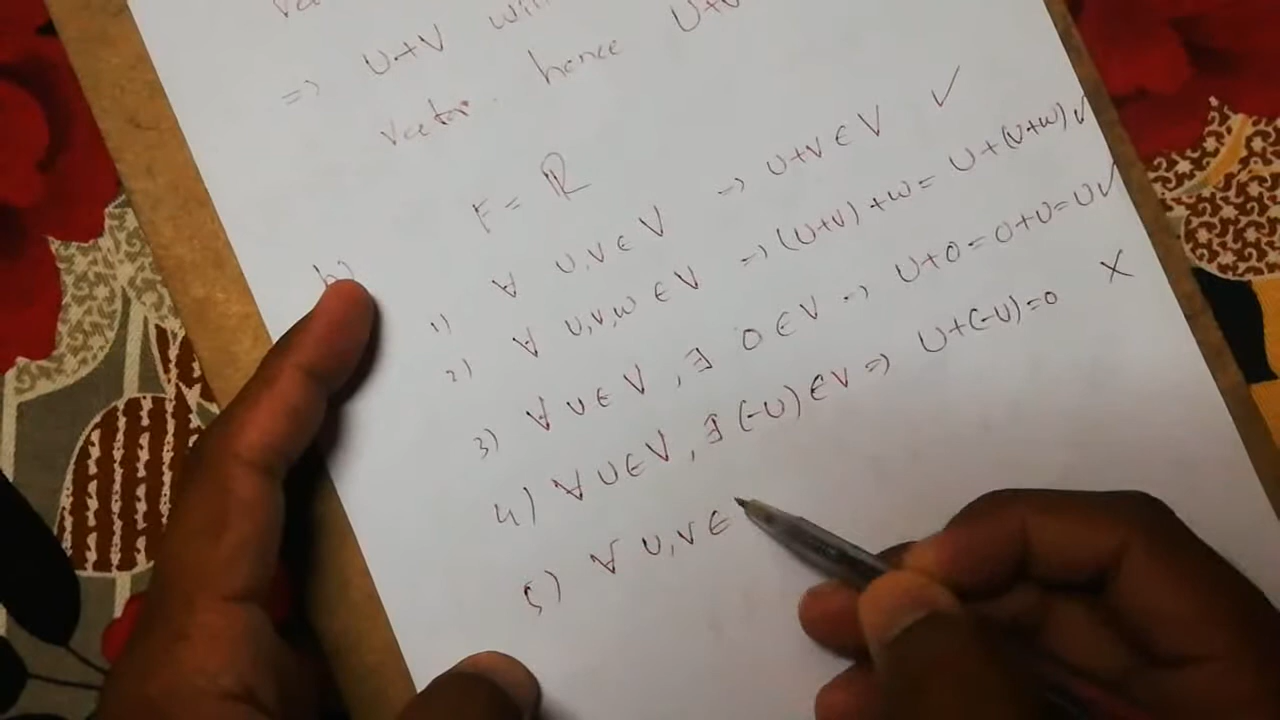 => U+V
vector. hence U+V
F = ℝ
1) ∀ U,V ∈ V => U+V ∈ V ✓
2) ∀ U,V,W ∈ V => (U+V)+W = U+(V+W) ✓
3) ∀ U ∈ V, ∃ 0 ∈ V => U+0 = 0+U = U ✓
4) ∀ U ∈ V, ∃ (-U) ∈ V => U+(-U)=0 X
5) ∀ U,V ∈